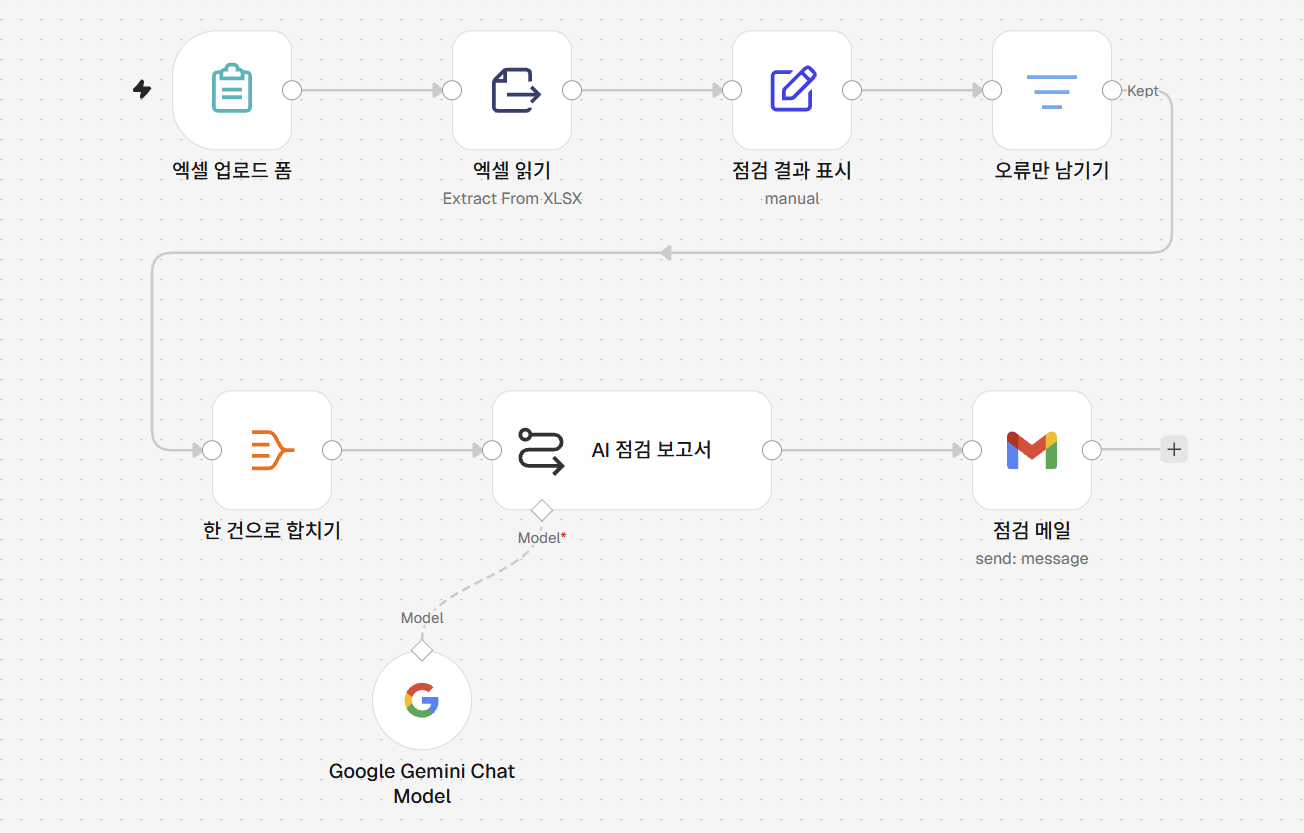 엑셀 업로드 폼
엑셀 읽기
Extract From XLSX
점검 결과 표시
manual
오류만 남기기
Kept
한 건으로 합치기
AI 점검 보고서
Model*
점검 메일
send: message
Model
Google Gemini Chat
Model